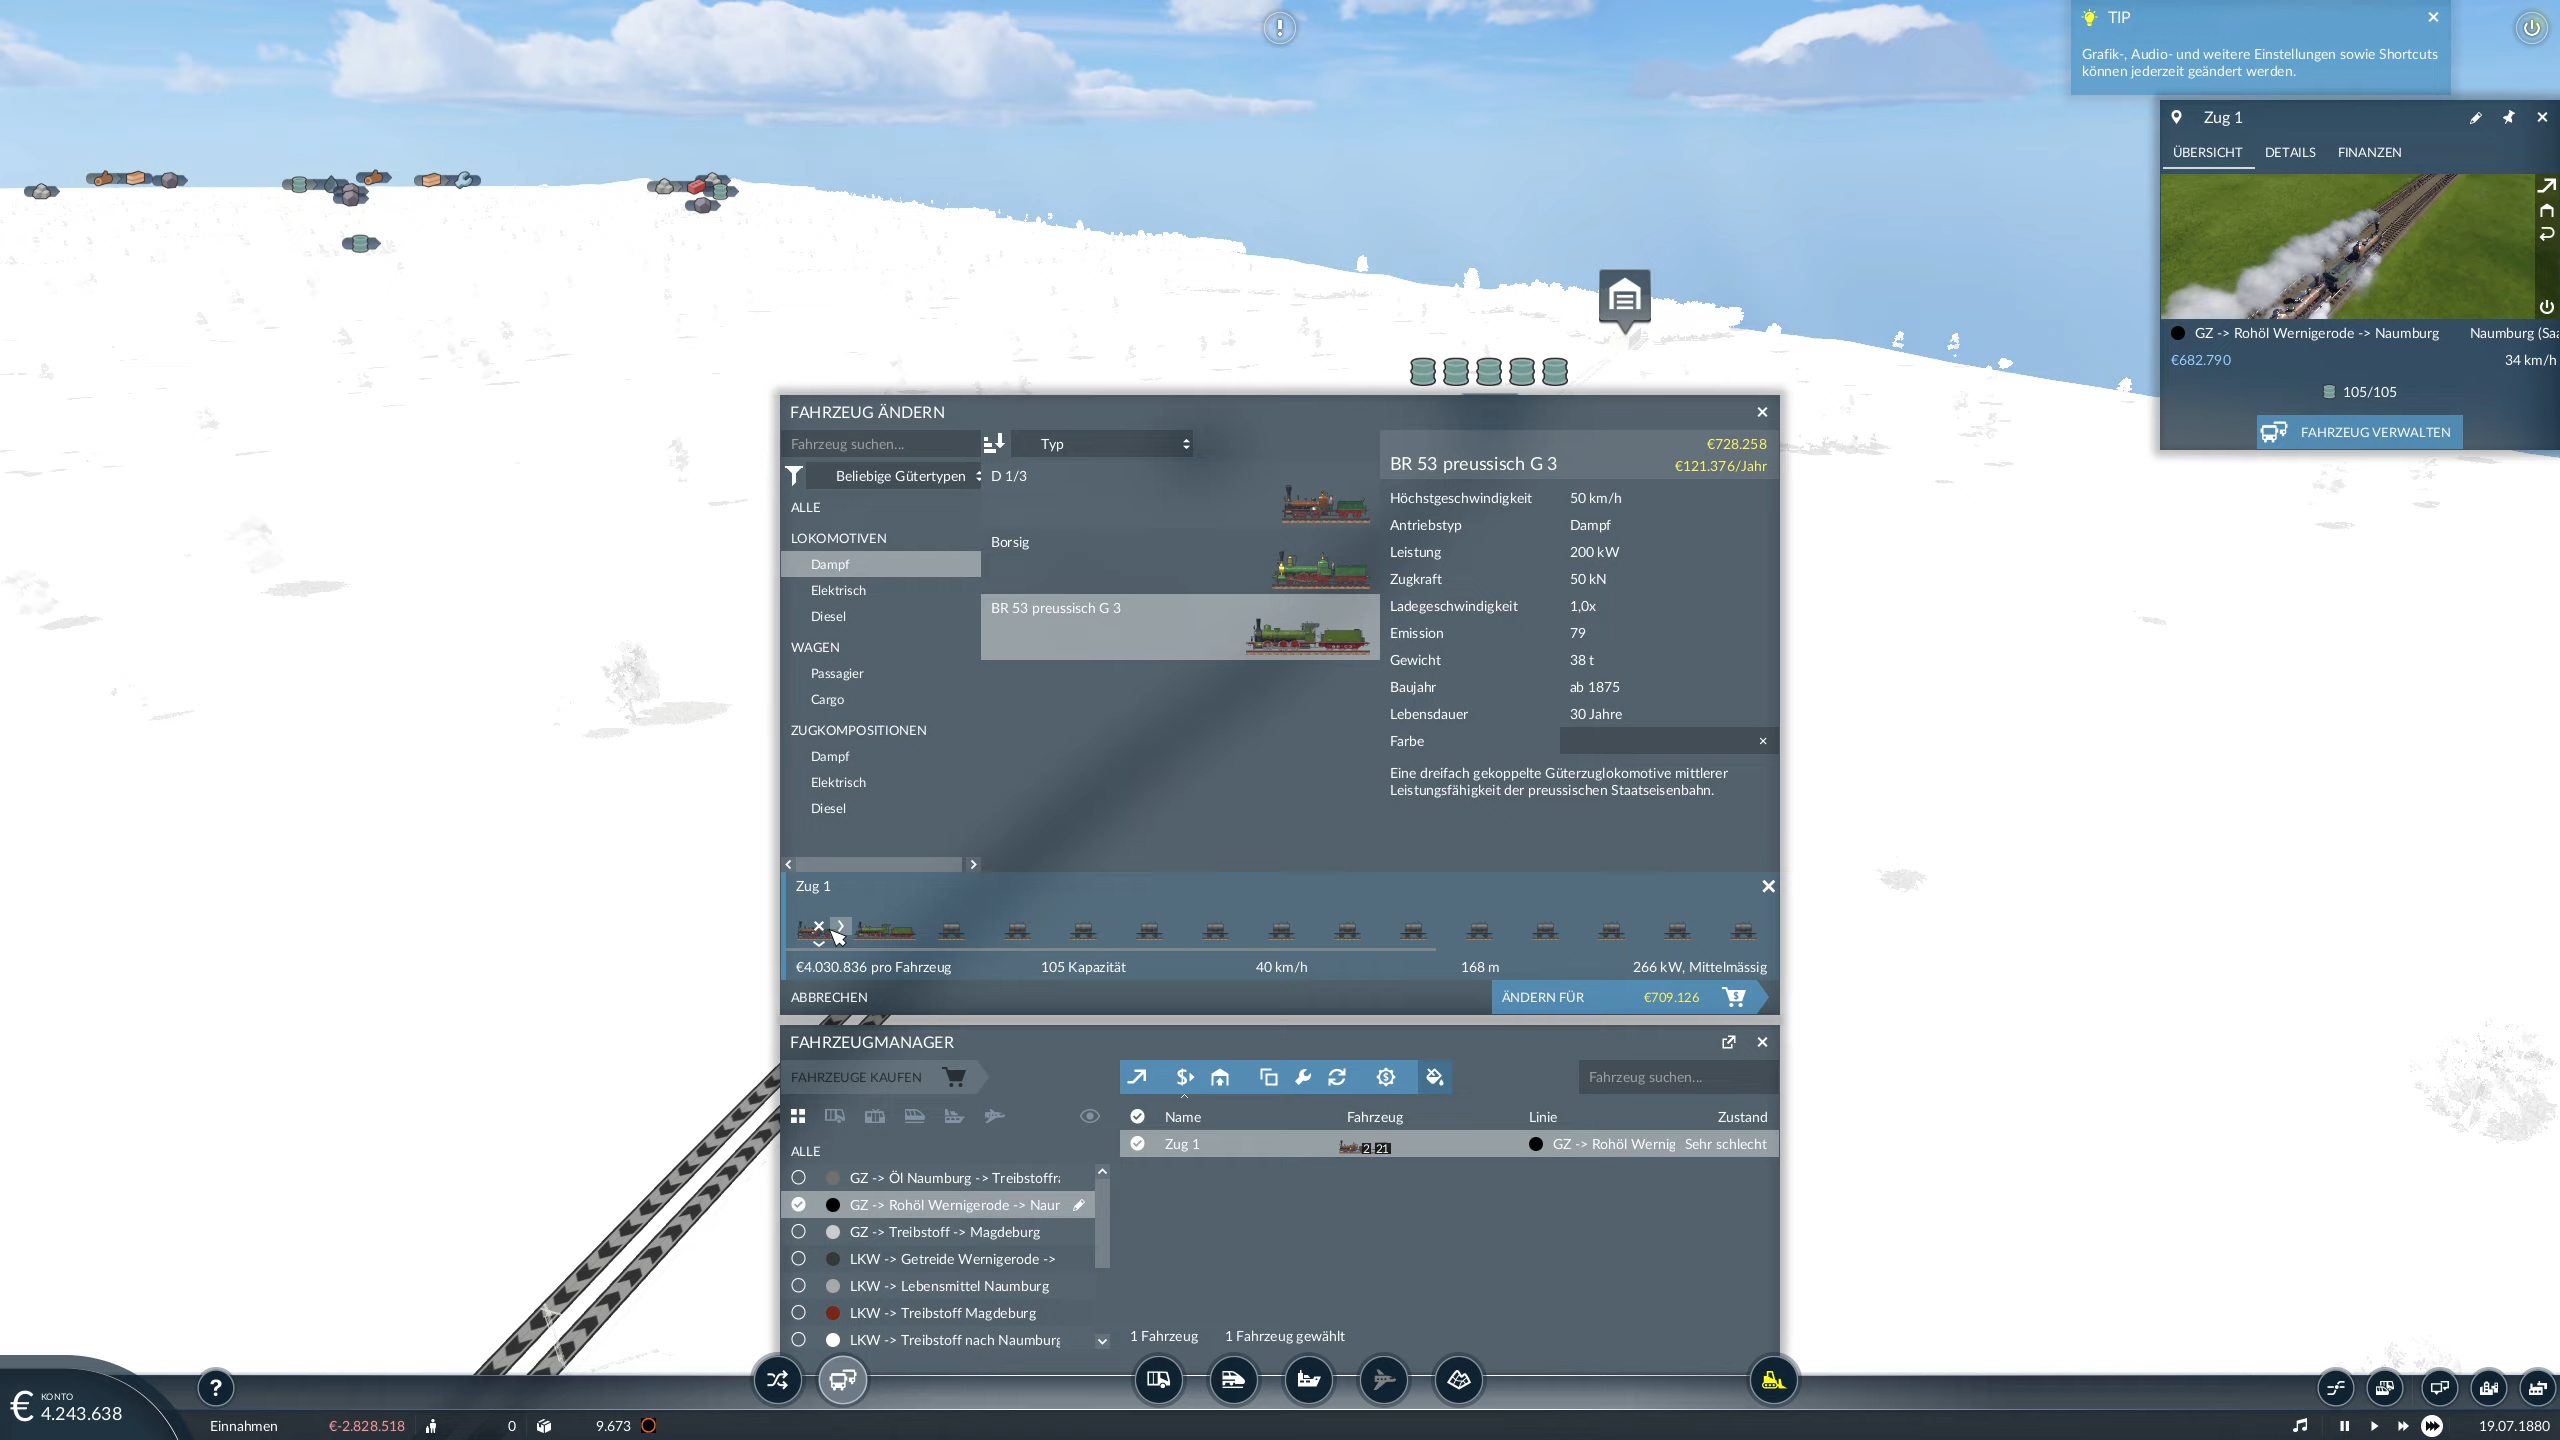 TIP
Grafik-, Audio- und weitere Einstellungen sowie Shortcuts
können jederzeit geändert werden.
Zug 1
ÜBERSICHT DETAILS FINANZEN
GZ -> Rohöl Wernigerode -> Naumburg Naumburg (Saa
€682.790 34 km/h
105/105
FAHRZEUG VERWALTEN
FAHRZEUG ÄNDERN
Fahrzeug suchen...
Typ
Beliebige Gütertypen
ALLE
LOKOMOTIVEN
Dampf
Elektrisch
Diesel
WAGEN
Passagier
Cargo
ZUGKOMPOSITIONEN
Dampf
Elektrisch
Diesel
D 1/3
Borsig
BR 53 preussisch G 3
€728.258
BR 53 preussisch G 3 €121.376/Jahr
Höchstgeschwindigkeit 50 km/h
Antriebstyp Dampf
Leistung 200 kW
Zugkraft 50 kN
Ladegeschwindigkeit 1,0x
Emission 79
Gewicht 38 t
Baujahr ab 1875
Lebensdauer 30 Jahre
Farbe
Eine dreifach gekoppelte Güterzuglokomotive mittlerer
Leistungsfähigkeit der preussischen Staatseisenbahn.
Zug 1
€4.030.836 pro Fahrzeug 105 Kapazität 40 km/h 168 m 266 kW, Mittelmässig
ABBRECHEN ÄNDERN FÜR €709.126
FAHRZEUGMANAGER
FAHRZEUGE KAUFEN
Fahrzeug suchen...
ALLE
GZ -> Öl Naumburg -> Treibstoffra
GZ -> Rohöl Wernigerode -> Naur
GZ -> Treibstoff -> Magdeburg
LKW -> Getreide Wernigerode ->
LKW -> Lebensmittel Naumburg
LKW -> Treibstoff Magdeburg
LKW -> Treibstoff nach Naumburg
Name Fahrzeug Linie Zustand
Zug 1 2 21 GZ -> Rohöl Wernig Sehr schlecht
1 Fahrzeug 1 Fahrzeug gewählt
KONTO
€ 4.243.638
Einnahmen €-2.828.518 0 9.673
19.07.1880